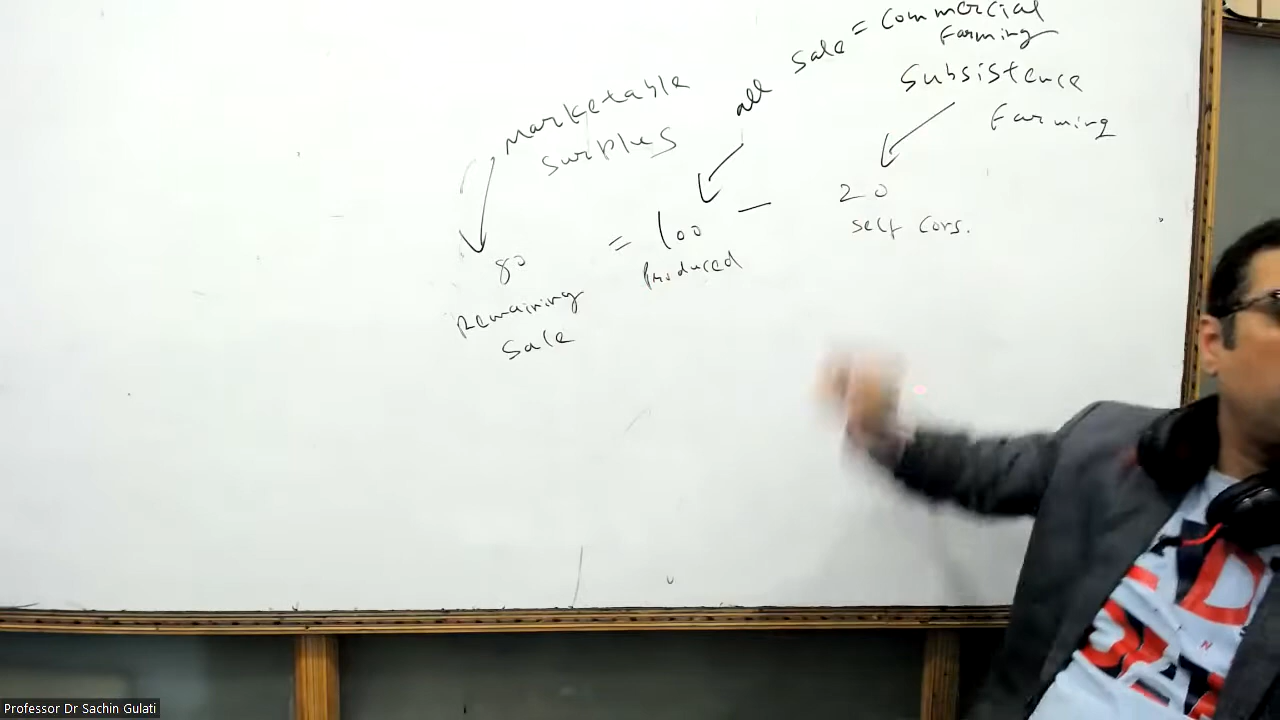 all sale = Commercial
farming
Subsistence
farming
marketable
surplus
80 = 100 - 20
Remaining
sale
Produced
self Cons.
Professor Dr Sachin Gulati